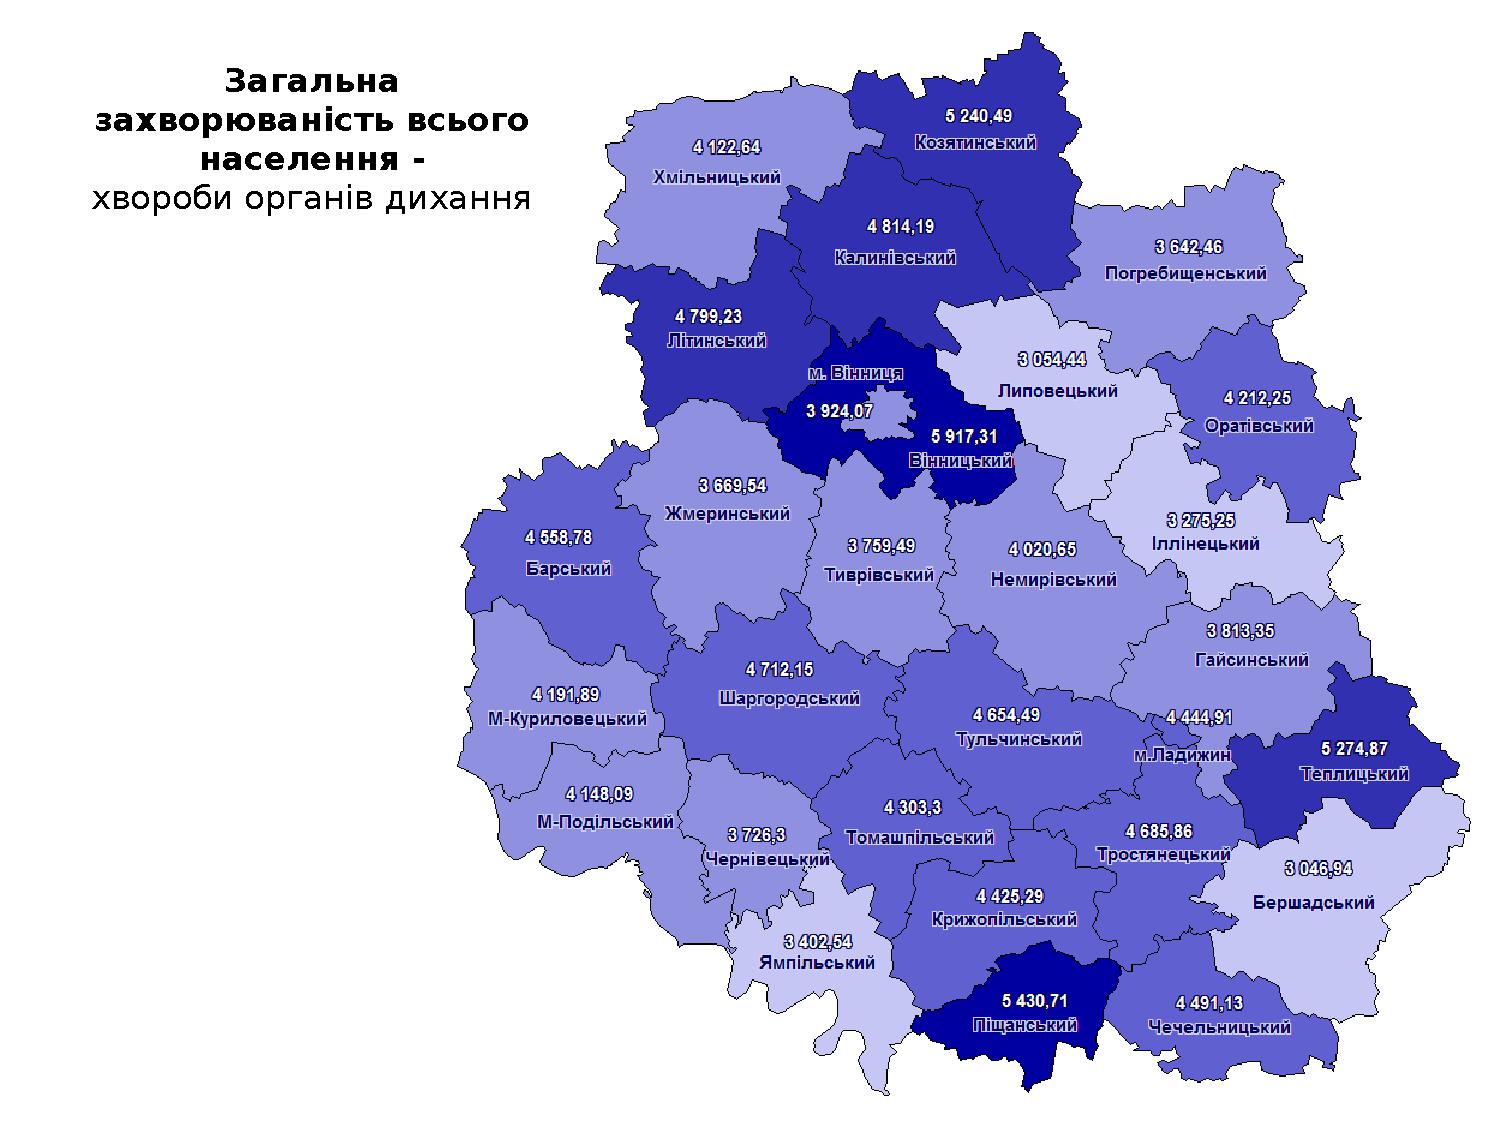 Загальна
захворюваність всього
населення -
хвороби органів дихання
5 240,49
Козятинський
4 122,64
Хмільницький
4 814,19
Калинівський
3 642,46
Погребищенський
4 799,23
Літинський
3 054,44
Липовецький
м. Вінниця
3 924,07
5 917,31
Вінницький
4 212,25
Оратівський
3 669,54
Жмеринський
4 558,78
Барський
3 759,49
Тиврівський
4 020,65
Немирівський
3 275,25
Іллінецький
3 813,35
Гайсинський
4 712,15
Шаргородський
4 191,89
М-Куриловецький
4 654,49
Тульчинський
4 444,91
м.Ладижин
5 274,87
Теплицький
4 148,09
М-Подільський
3 726,3
Чернівецький
4 303,3
Томашпільський
4 685,86
Тростянецький
3 046,94
Бершадський
4 425,29
Крижопільський
3 402,54
Ямпільський
5 430,71
Піщанський
4 491,13
Чечельницький